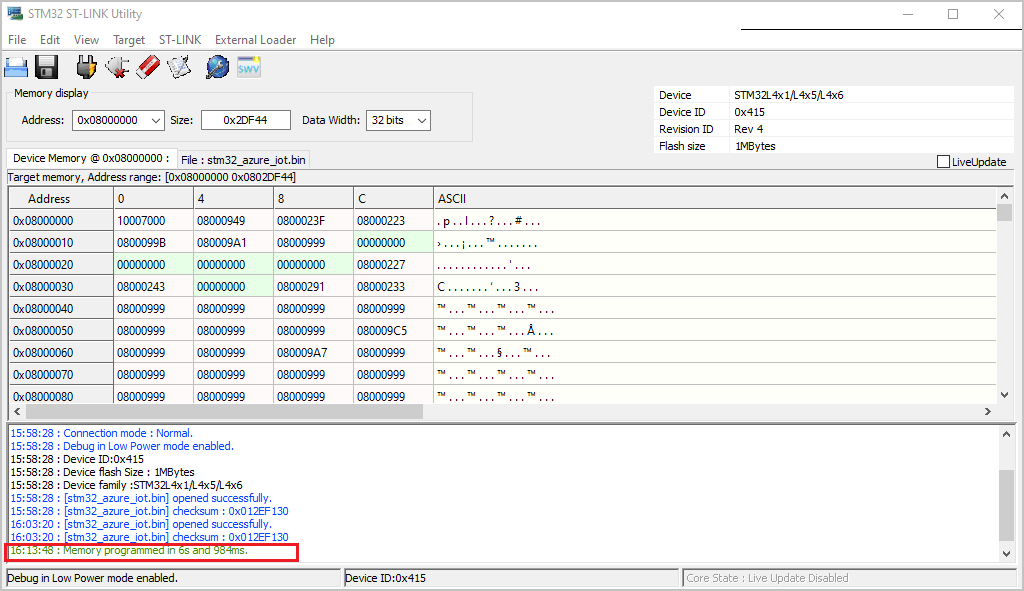 STM32 ST-LINK Utility
File Edit View Target ST-LINK External Loader Help
SWV
Memory display
Address: 0x08000000 Size: 0x2DF44 Data Width: 32 bits
Device STM32L4x1/L4x5/L4x6
Device ID 0x415
Revision ID Rev 4
Flash size 1MBytes
LiveUpdate
Device Memory @ 0x08000000 : File : stm32_azure_iot.bin
Target memory, Address range: [0x08000000 0x0802DF44]
Address 0 4 8 C ASCII
0x08000000 10007000 08000949 0800023F 08000223 .p..I...?...#...
0x08000010 0800099B 080009A1 08000999 00000000 ›...¡...™.......
0x08000020 00000000 00000000 00000000 08000227 ............'...
0x08000030 08000243 00000000 08000291 08000233 C.......‘...3...
0x08000040 08000999 08000999 08000999 08000999 ™...™...™...™...
0x08000050 08000999 08000999 08000999 080009C5 ™...™...™...Å...
0x08000060 08000999 08000999 080009A7 08000999 ™...™...§...™...
0x08000070 08000999 08000999 08000999 08000999 ™...™...™...™...
0x08000080 08000999 08000999 08000999 08000999 ™...™...™...™...
15:58:28 : Connection mode : Normal.
15:58:28 : Debug in Low Power mode enabled.
15:58:28 : Device ID:0x415
15:58:28 : Device flash Size : 1MBytes
15:58:28 : Device family :STM32L4x1/L4x5/L4x6
15:58:28 : [stm32_azure_iot.bin] opened successfully.
15:58:28 : [stm32_azure_iot.bin] checksum : 0x012EF130
16:03:20 : [stm32_azure_iot.bin] opened successfully.
16:03:20 : [stm32_azure_iot.bin] checksum : 0x012EF130
16:13:48 : Memory programmed in 6s and 984ms.
Debug in Low Power mode enabled. Device ID:0x415 Core State : Live Update Disabled